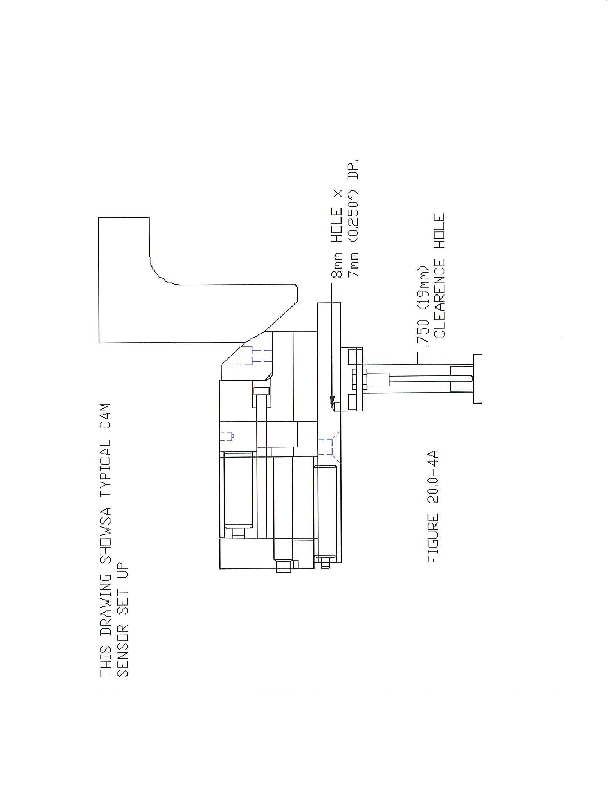 THIS DRAWING SHOWSA TYPICAL CAM
SENSOR SET UP
8mm HOLE X
7mm (0.250") DP.
.750 (19mm)
CLEARENCE HOLE
FIGURE 20.0-4A